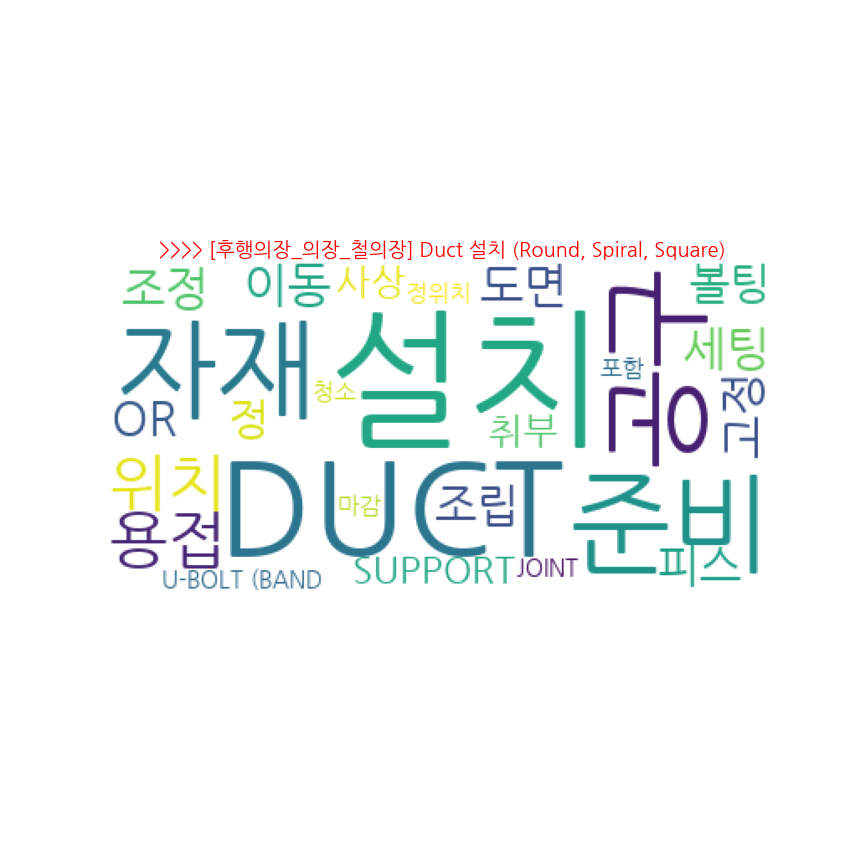 >>>> [후행의장_의장_철의장] Duct 설치 (Round, Spiral, Square)
조정
이동
사상
정위치
도면
볼팅
자재
설치
공구
세팅
포함
OR
정
청소
취부
고정
위치
DUCT
마감
조립
준비
용접
U-BOLT (BAND
SUPPORT
JOINT
피스